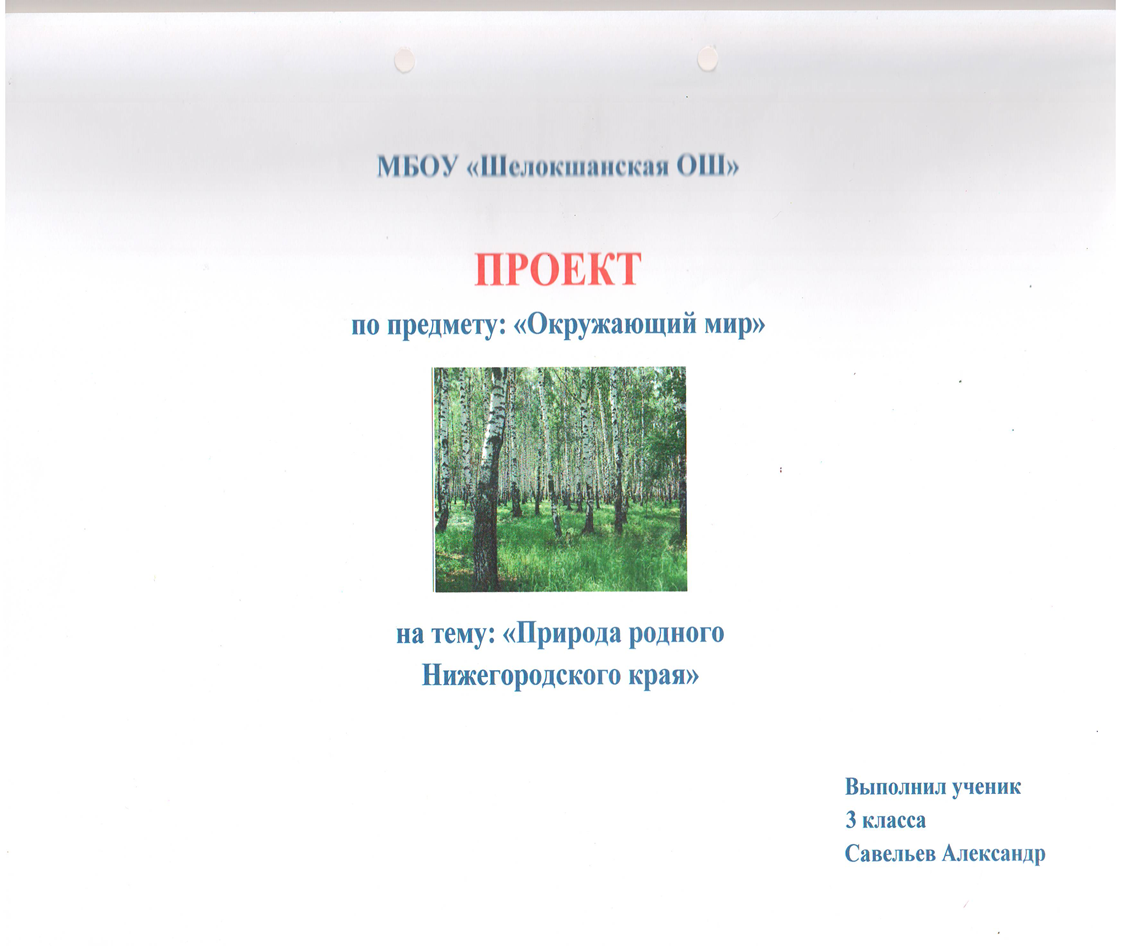 МБОУ «Шелокшанская ОШ»
ПРОЕКТ
по предмету: «Окружающий мир»
на тему: «Природа родного
Нижегородского края»
Выполнил ученик
3 класса
Савельев Александр